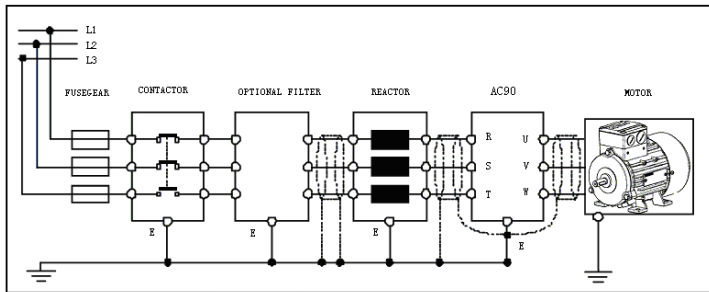 L1
L2
L3
FUSEGEAR
CONTACTOR
OPTIONAL FILTER
REACTOR
AC90
MOTOR
R
U
S
V
T
W
E
E
E
E